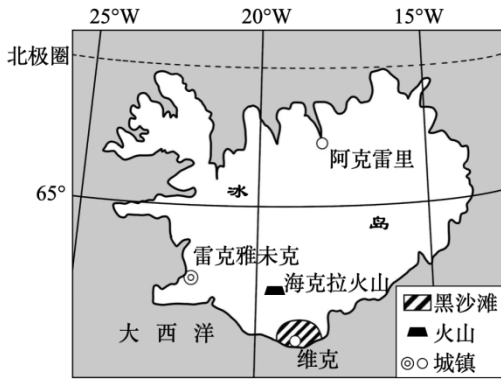 25°W 20°W 15°W
北极圈
阿克雷里
65°
冰
岛
雷克雅未克
海克拉火山
大西洋
维克
黑沙滩
火山
城镇